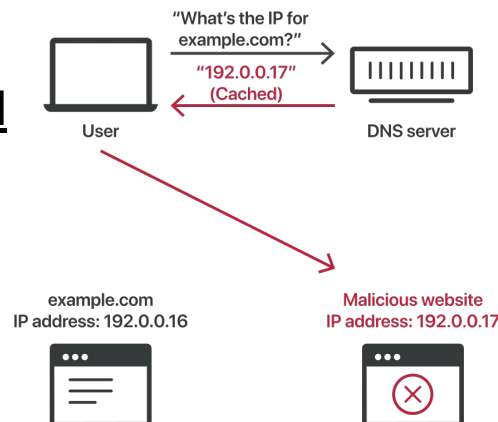 “What's the IP for
example.com?”
“192.0.0.17”
(Cached)
User
DNS server
example.com
IP address: 192.0.0.16
Malicious website
IP address: 192.0.0.17